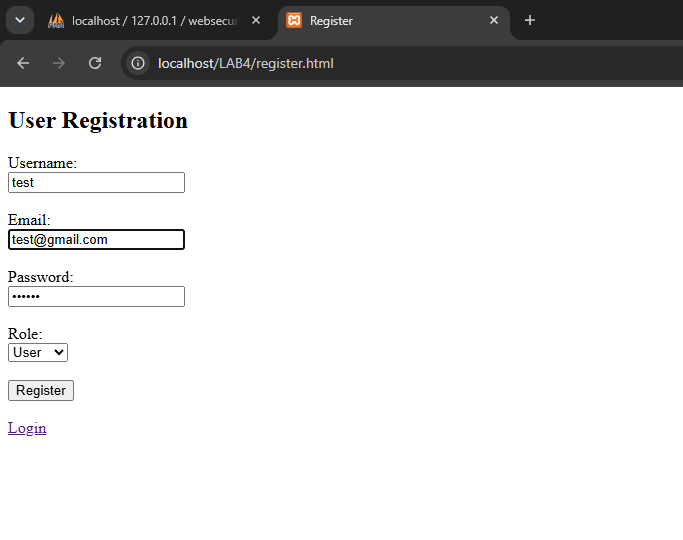 localhost / 127.0.0.1 / websecur
Register
localhost/LAB4/register.html
User Registration
Username:
test
Email:
test@gmail.com
Password:
••••••
Role:
User
Register
Login